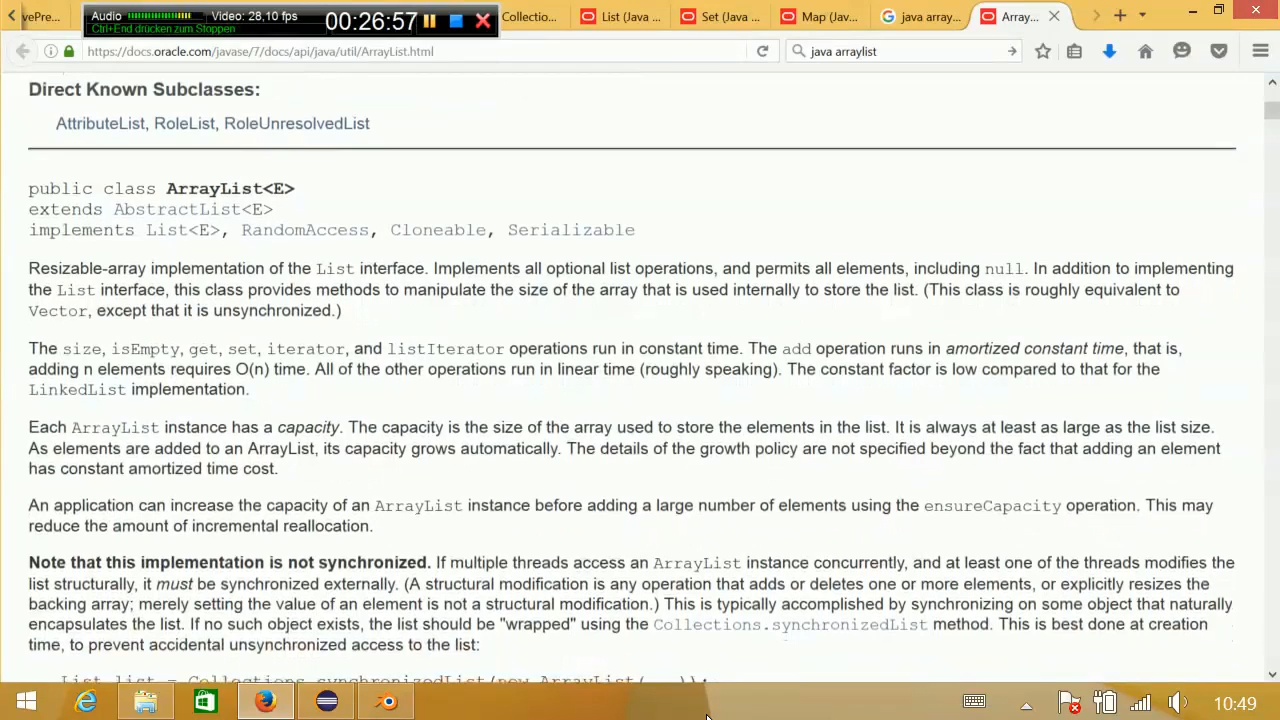 vePres
Audio Video: 28,10 fps
Ctrl+End drücken zum Stoppen
00:26:57
Collectio...
List (Java ...
Set (Java ...
Map (Jav...
java array...
Array...
https://docs.oracle.com/javase/7/docs/api/java/util/ArrayList.html
java arraylist
Direct Known Subclasses:
AttributeList, RoleList, RoleUnresolvedList
public class ArrayList<E>
extends AbstractList<E>
implements List<E>, RandomAccess, Cloneable, Serializable
Resizable-array implementation of the List interface. Implements all optional list operations, and permits all elements, including null. In addition to implementing
the List interface, this class provides methods to manipulate the size of the array that is used internally to store the list. (This class is roughly equivalent to
Vector, except that it is unsynchronized.)
The size, isEmpty, get, set, iterator, and listIterator operations run in constant time. The add operation runs in amortized constant time, that is,
adding n elements requires O(n) time. All of the other operations run in linear time (roughly speaking). The constant factor is low compared to that for the
LinkedList implementation.
Each ArrayList instance has a capacity. The capacity is the size of the array used to store the elements in the list. It is always at least as large as the list size.
As elements are added to an ArrayList, its capacity grows automatically. The details of the growth policy are not specified beyond the fact that adding an element
has constant amortized time cost.
An application can increase the capacity of an ArrayList instance before adding a large number of elements using the ensureCapacity operation. This may
reduce the amount of incremental reallocation.
Note that this implementation is not synchronized. If multiple threads access an ArrayList instance concurrently, and at least one of the threads modifies the
list structurally, it must be synchronized externally. (A structural modification is any operation that adds or deletes one or more elements, or explicitly resizes the
backing array; merely setting the value of an element is not a structural modification.) This is typically accomplished by synchronizing on some object that naturally
encapsulates the list. If no such object exists, the list should be "wrapped" using the Collections.synchronizedList method. This is best done at creation
time, to prevent accidental unsynchronized access to the list:
List list = Collections.synchronizedList(new ArrayList(...));
10:49